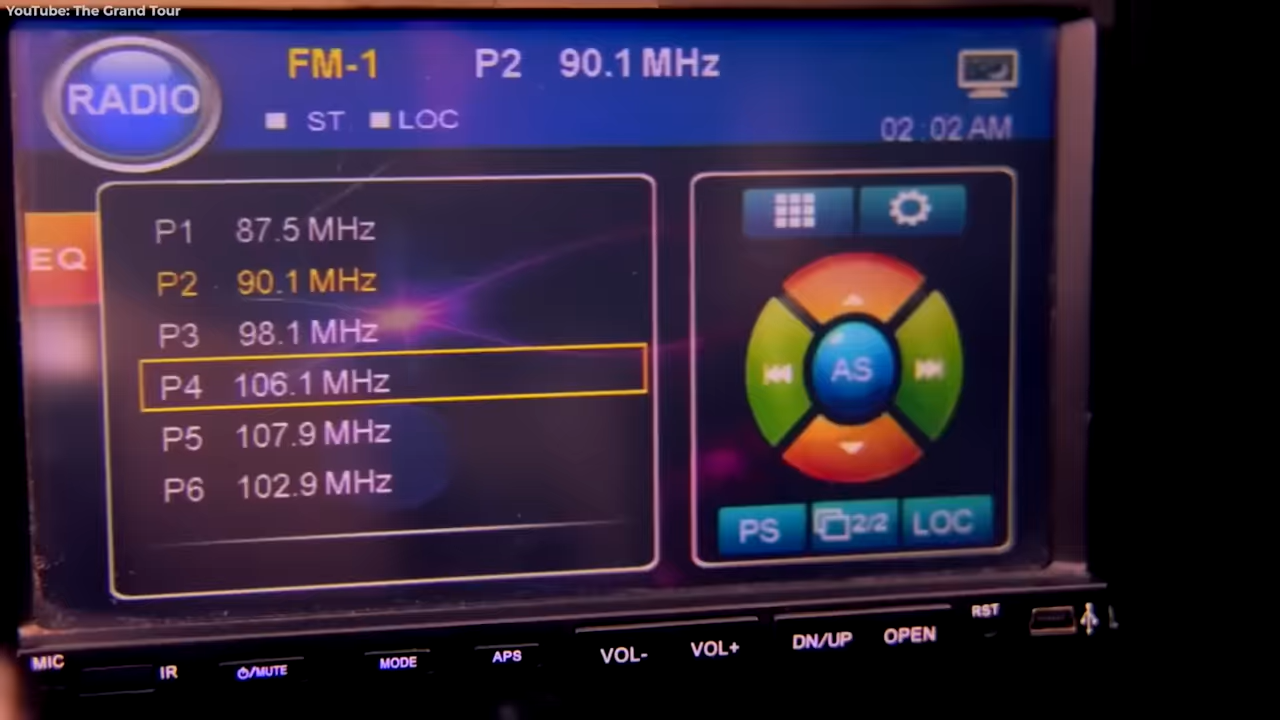 YouTube: The Grand Tour
RADIO
FM-1 P2 90.1 MHz
ST LOC
02:02 AM
EQ
P1 87.5 MHz
P2 90.1 MHz
P3 98.1 MHz
P4 106.1 MHz
P5 107.9 MHz
P6 102.9 MHz
AS
PS 2/2 LOC
MIC IR /MUTE MODE APS VOL- VOL+ DN/UP OPEN RST